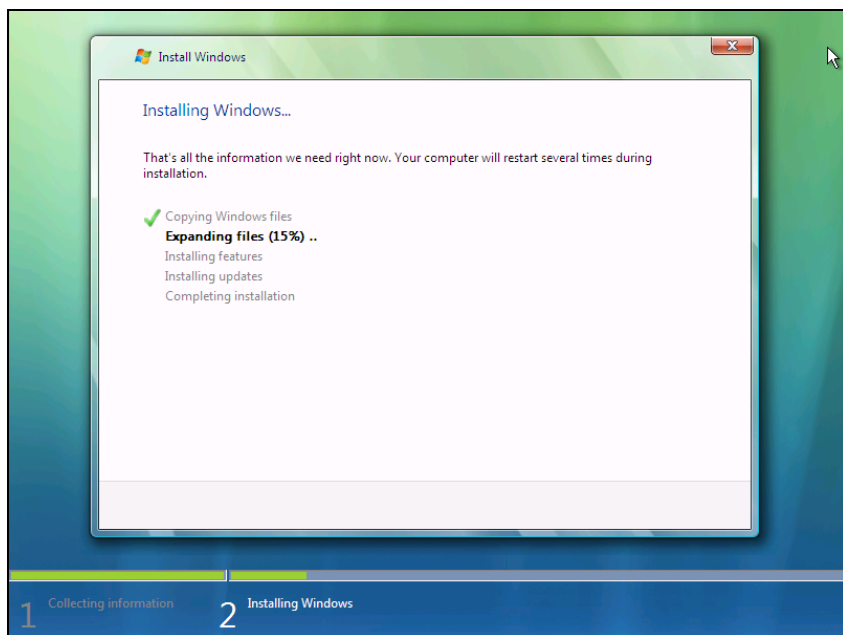 Install Windows
Installing Windows...
That's all the information we need right now. Your computer will restart several times during
installation.
Copying Windows files
Expanding files (15%) ..
Installing features
Installing updates
Completing installation
1 Collecting information
2 Installing Windows